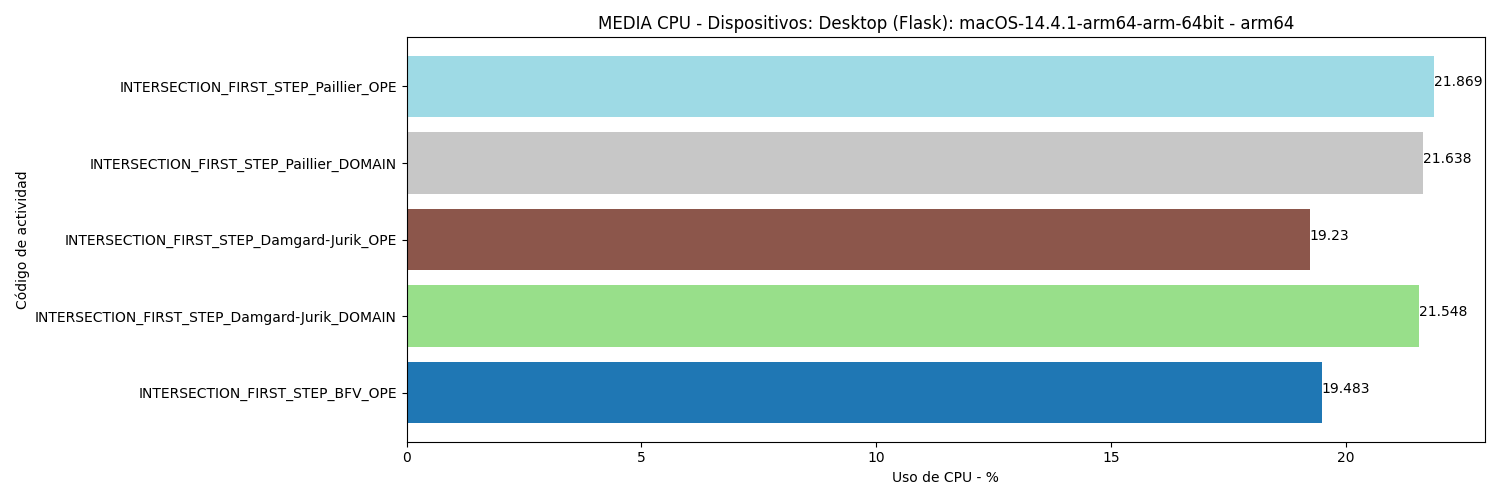 MEDIA CPU - Dispositivos: Desktop (Flask): macOS-14.4.1-arm64-arm-64bit - arm64
Código de actividad
INTERSECTION_FIRST_STEP_Paillier_OPE
21.869
INTERSECTION_FIRST_STEP_Paillier_DOMAIN
21.638
INTERSECTION_FIRST_STEP_Damgard-Jurik_OPE
19.23
INTERSECTION_FIRST_STEP_Damgard-Jurik_DOMAIN
21.548
INTERSECTION_FIRST_STEP_BFV_OPE
19.483
0 5 10 15 20
Uso de CPU - %